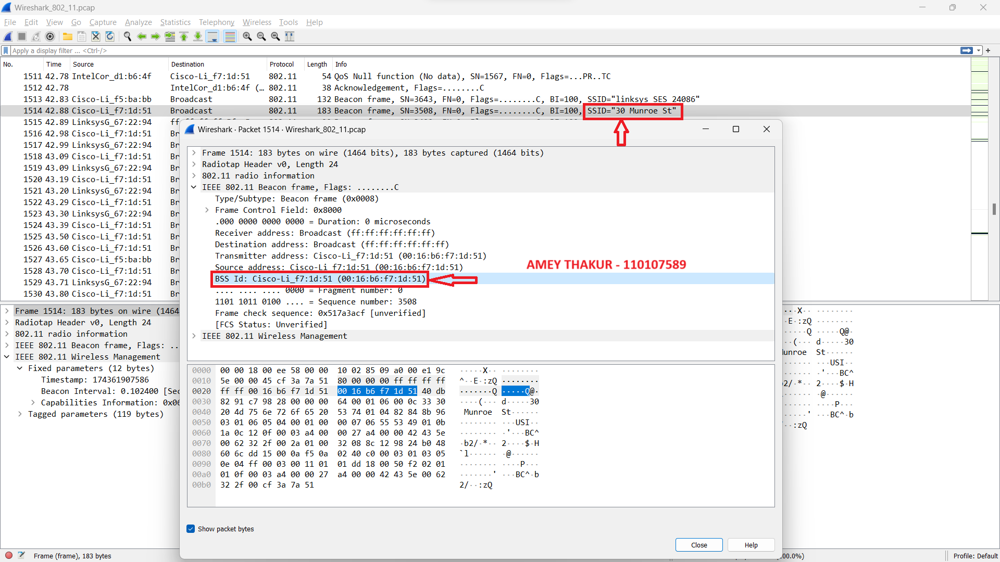 Wireshark_802_11.pcap
File Edit View Go Capture Analyze Statistics Telephony Wireless Tools Help
Apply a display filter ... <Ctrl-/>
No. Time Source Destination Protocol Length Info
1511 42.78 IntelCor_d1:b6:4f Cisco-Li_f7:1d:51 802.11 54 QoS Null function (No data), SN=1567, FN=0, Flags=...PR..TC
1512 42.78 IntelCor_d1:b6:4f (… 802.11 38 Acknowledgement, Flags=........C
1513 42.83 Cisco-Li_f5:ba:bb Broadcast 802.11 132 Beacon frame, SN=3643, FN=0, Flags=........C, BI=100, SSID="linksys SES 24086"
1514 42.88 Cisco-Li_f7:1d:51 Broadcast 802.11 183 Beacon frame, SN=3508, FN=0, Flags=........C, BI=100, SSID="30 Munroe St"
1515 42.89 LinksysG_67:22:94
1516 42.98 Cisco-Li_f7:1d:51 Br
1517 42.99 LinksysG_67:22:94 Br
1518 43.09 Cisco-Li_f7:1d:51 Br
1519 43.09 LinksysG_67:22:94 Br
1520 43.19 Cisco-Li_f7:1d:51 Br
1521 43.20 LinksysG_67:22:94 Br
1522 43.29 Cisco-Li_f7:1d:51 Br
1523 43.30 LinksysG_67:22:94 Br
1524 43.39 Cisco-Li_f7:1d:51 Br
1525 43.50 Cisco-Li_f7:1d:51 Br
1526 43.60 Cisco-Li_f7:1d:51 Br
1527 43.65 Cisco-Li_f5:ba:bb Br
1528 43.70 Cisco-Li_f7:1d:51 Br
1529 43.71 LinksysG_67:22:94 Br
1530 43.80 Cisco-Li_f7:1d:51 Br
Wireshark · Packet 1514 · Wireshark_802_11.pcap
Frame 1514: 183 bytes on wire (1464 bits), 183 bytes captured (1464 bits)
Radiotap Header v0, Length 24
802.11 radio information
IEEE 802.11 Beacon frame, Flags: ........C
Type/Subtype: Beacon frame (0x0008)
Frame Control Field: 0x8000
.000 0000 0000 0000 = Duration: 0 microseconds
Receiver address: Broadcast (ff:ff:ff:ff:ff:ff)
Destination address: Broadcast (ff:ff:ff:ff:ff:ff)
Transmitter address: Cisco-Li_f7:1d:51 (00:16:b6:f7:1d:51)
Source address: Cisco-Li_f7:1d:51 (00:16:b6:f7:1d:51)
AMEY THAKUR - 110107589
BSS Id: Cisco-Li_f7:1d:51 (00:16:b6:f7:1d:51)
.... .... .... 0000 = Fragment number: 0
1101 1011 0100 .... = Sequence number: 3508
Frame check sequence: 0x517a3acf [unverified]
[FCS Status: Unverified]
IEEE 802.11 Wireless Management
0000 00 00 18 00 ee 58 00 00 10 02 85 09 a0 00 e1 9c ·····X·· ········
0010 5e 00 00 45 cf 3a 7a 51 80 00 00 00 ff ff ff ff ^··E·:zQ ········
0020 ff ff 00 16 b6 f7 1d 51 00 16 b6 f7 1d 51 40 db ·······Q ·····Q@·
0030 82 91 c7 98 28 00 00 00 64 00 01 06 00 0c 33 30 ····(··· d·····30
0040 20 4d 75 6e 72 6f 65 20 53 74 01 04 82 84 8b 96 Munroe St······
0050 03 01 06 05 04 00 01 00 00 07 06 55 53 49 01 0b ········ ···USI··
0060 1a 0c 12 0f 00 03 a4 00 00 27 a4 00 00 42 43 5e ········ ·'···BC^
0070 00 62 32 2f 00 2a 01 00 32 08 8c 12 98 24 b0 48 ·b2/·*·· 2····$·H
0080 60 6c dd 15 00 0a f5 0a 02 40 c0 00 03 01 03 05 `l······ ·@······
0090 0e 04 ff 00 03 00 11 01 01 dd 18 00 50 f2 02 01 ········ ····P···
00a0 01 0f 00 03 a4 00 00 27 a4 00 00 42 43 5e 00 62 ·······' ···BC^·b
00b0 32 2f 00 cf 3a 7a 51 2/··:zQ
Show packet bytes
Close Help
Frame 1514: 183 bytes on wire (1464
Radiotap Header v0, Length 24
802.11 radio information
IEEE 802.11 Beacon frame, Flags: ..
IEEE 802.11 Wireless Management
Fixed parameters (12 bytes)
Timestamp: 174361907586
Beacon Interval: 0.102400 [Sec
Capabilities Information: 0x06
Tagged parameters (119 bytes)
···X·· ········
·E·:zQ ········
·····Q ·····Q@·
··(··· d·····30
unroe St······
······ ···USI··
······ ·'···BC^
2/·*·· 2····$·H
······ ·@······
······ ····P···
·····' ···BC^·b
··:zQ
Frame (frame), 183 bytes
00.0%)
Profile: Default